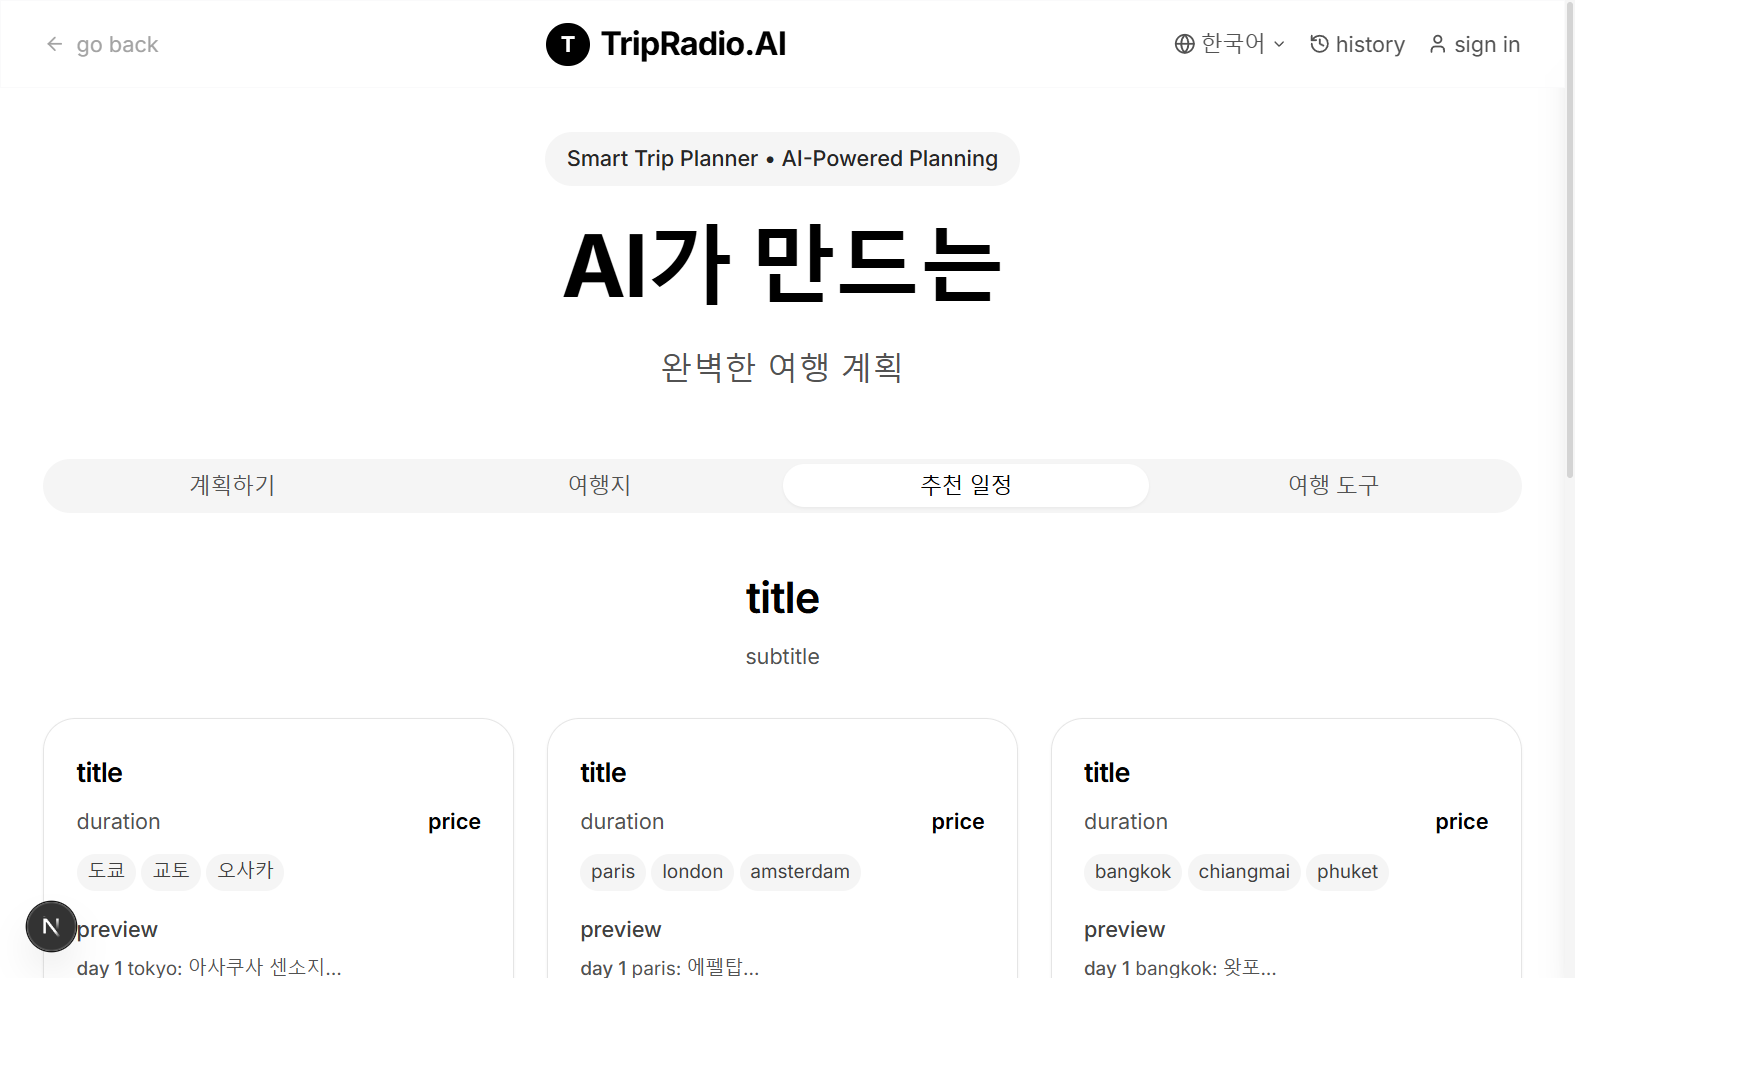 go back
T TripRadio.AI
한국어
history
sign in
Smart Trip Planner • AI-Powered Planning
AI가 만드는
완벽한 여행 계획
계획하기
여행지
추천 일정
여행 도구
title
subtitle
title
duration
price
도쿄
교토
오사카
preview
day 1 tokyo: 아사쿠사 센소지...
title
duration
price
paris
london
amsterdam
preview
day 1 paris: 에펠탑...
title
duration
price
bangkok
chiangmai
phuket
preview
day 1 bangkok: 왓포...
N